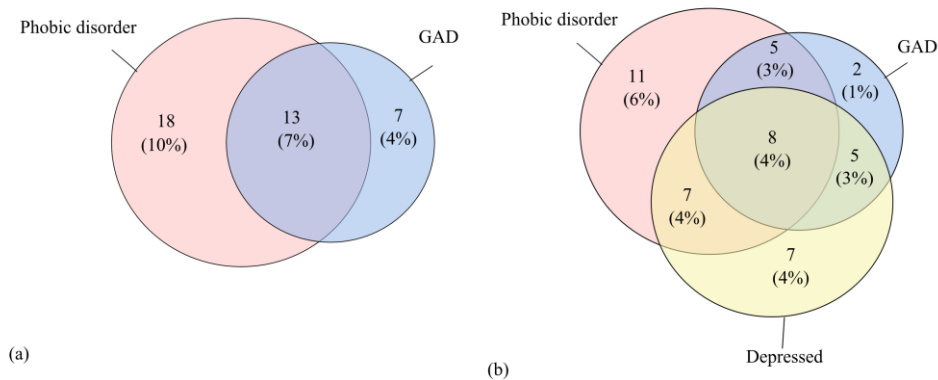 Phobic disorder
GAD
18
(10%)
13
(7%)
7
(4%)
(a)
Phobic disorder
GAD
5
(3%)
2
(1%)
11
(6%)
8
(4%)
5
(3%)
7
(4%)
7
(4%)
Depressed
(b)